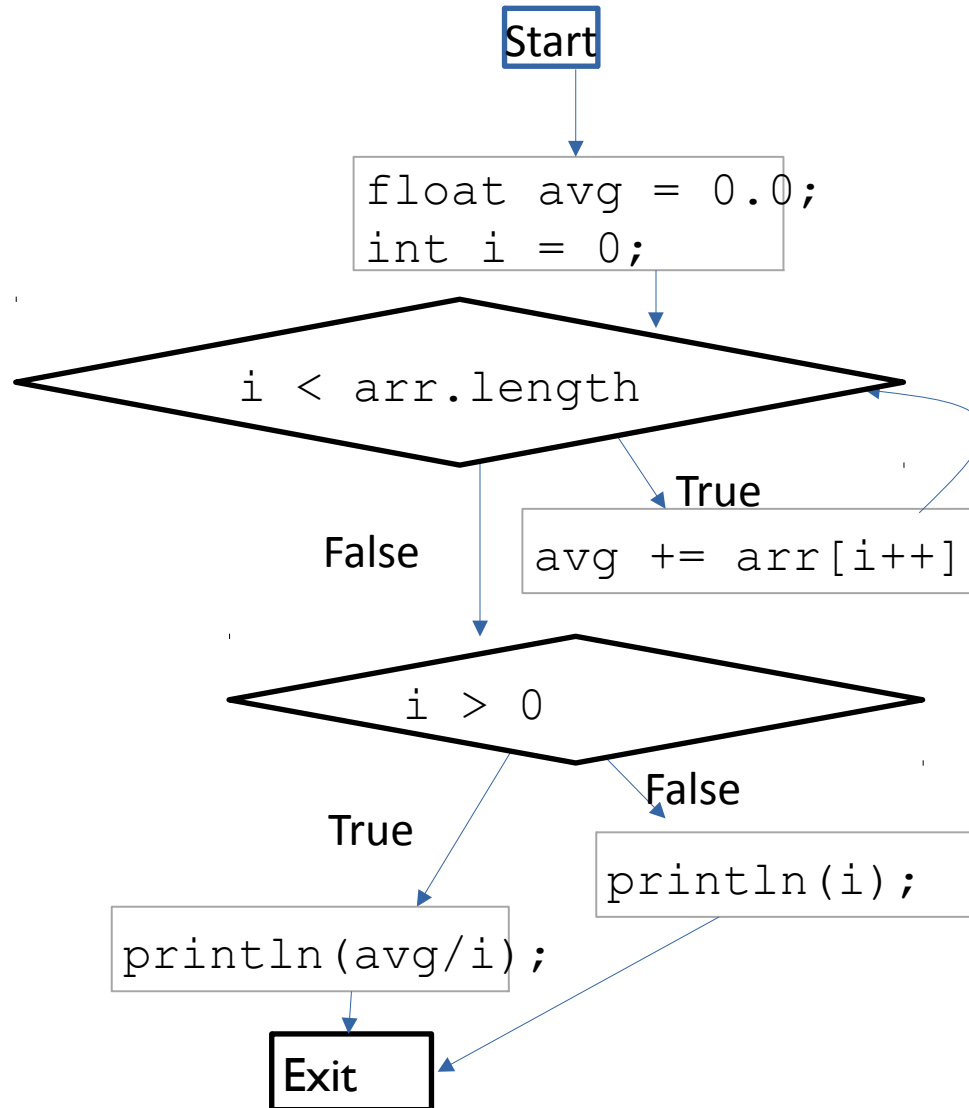 Start
float avg = 0.0;
int i = 0;
i < arr.length
True
False
avg += arr[i++]
i > 0
False
True
println(i);
println(avg/i);
Exit